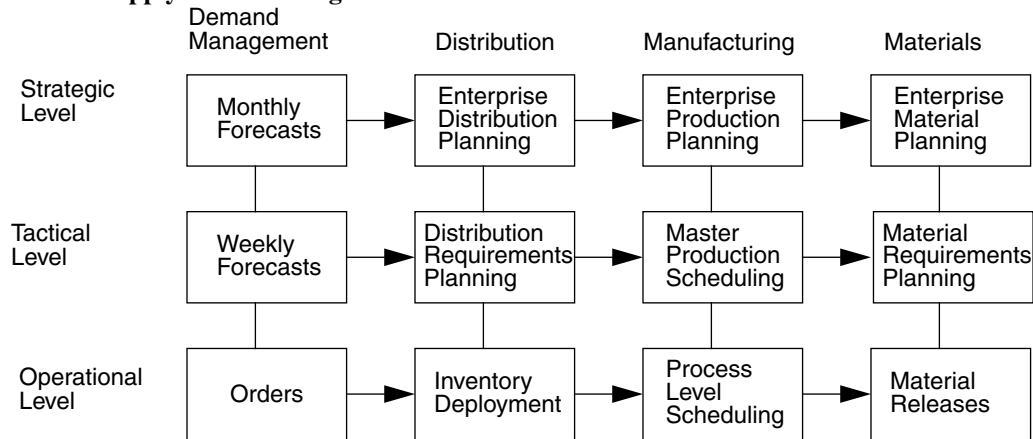 Demand
Management
Distribution
Manufacturing
Materials
Strategic
Level
Monthly
Forecasts
Enterprise
Distribution
Planning
Enterprise
Production
Planning
Enterprise
Material
Planning
Tactical
Level
Weekly
Forecasts
Distribution
Requirements
Planning
Master
Production
Scheduling
Material
Requirements
Planning
Operational
Level
Orders
Inventory
Deployment
Process
Level
Scheduling
Material
Releases